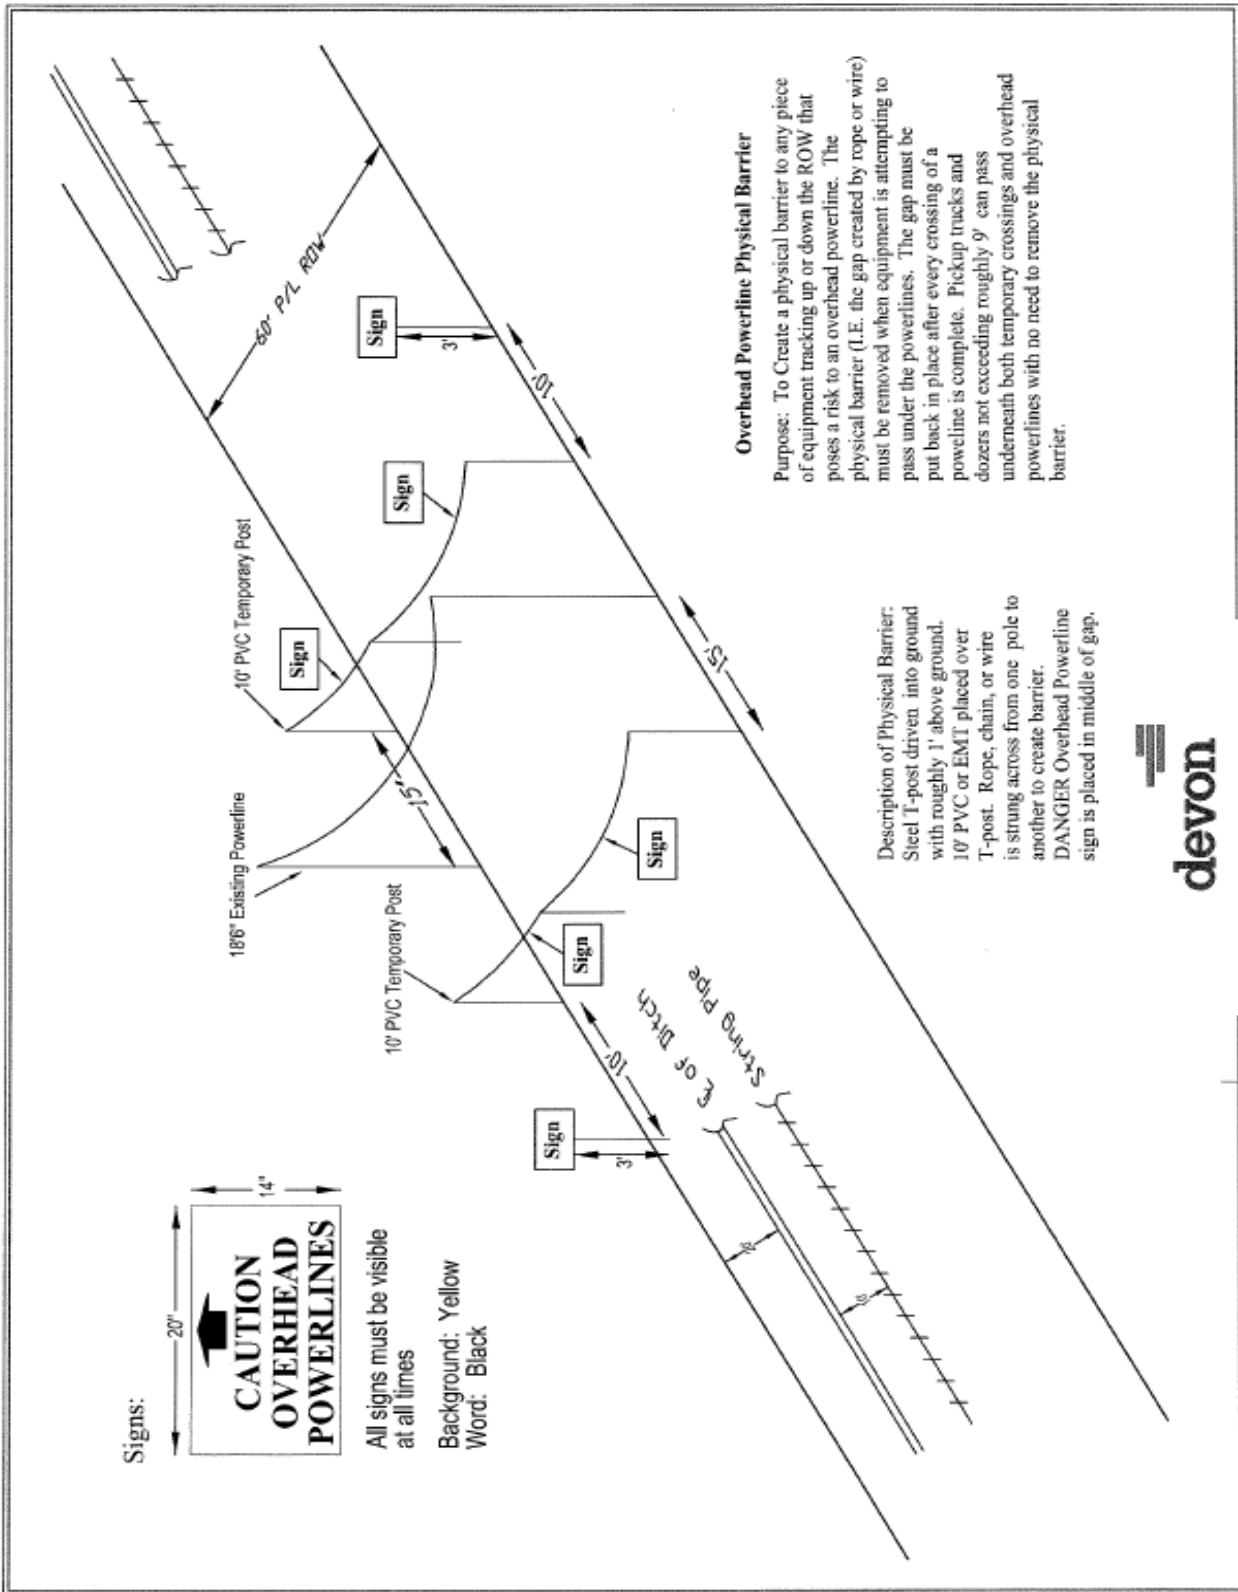 Signs:
20"
14"
CAUTION
OVERHEAD
POWERLINES
All signs must be visible
at all times
Background: Yellow
Word: Black
18'6" Existing Powerline
10' PVC Temporary Post
10' PVC Temporary Post
Sign
Sign
Sign
Sign
Sign
Sign
3'
3'
10'
10'
15'
15'
60' P/L ROW
℄ of Ditch
String Pipe
Description of Physical Barrier:
Steel T-post driven into ground
with roughly 1' above ground.
10' PVC or EMT placed over
T-post. Rope, chain, or wire
is strung across from one pole to
another to create barrier.
DANGER Overhead Powerline
sign is placed in middle of gap.
Overhead Powerline Physical Barrier
Purpose: To Create a physical barrier to any piece
of equipment tracking up or down the ROW that
poses a risk to an overhead powerline. The
physical barrier (I.E. the gap created by rope or wire)
must be removed when equipment is attempting to
pass under the powerlines. The gap must be
put back in place after every crossing of a
poweline is complete. Pickup trucks and
dozers not exceeding roughly 9' can pass
underneath both temporary crossings and overhead
powerlines with no need to remove the physical
barrier.
devon